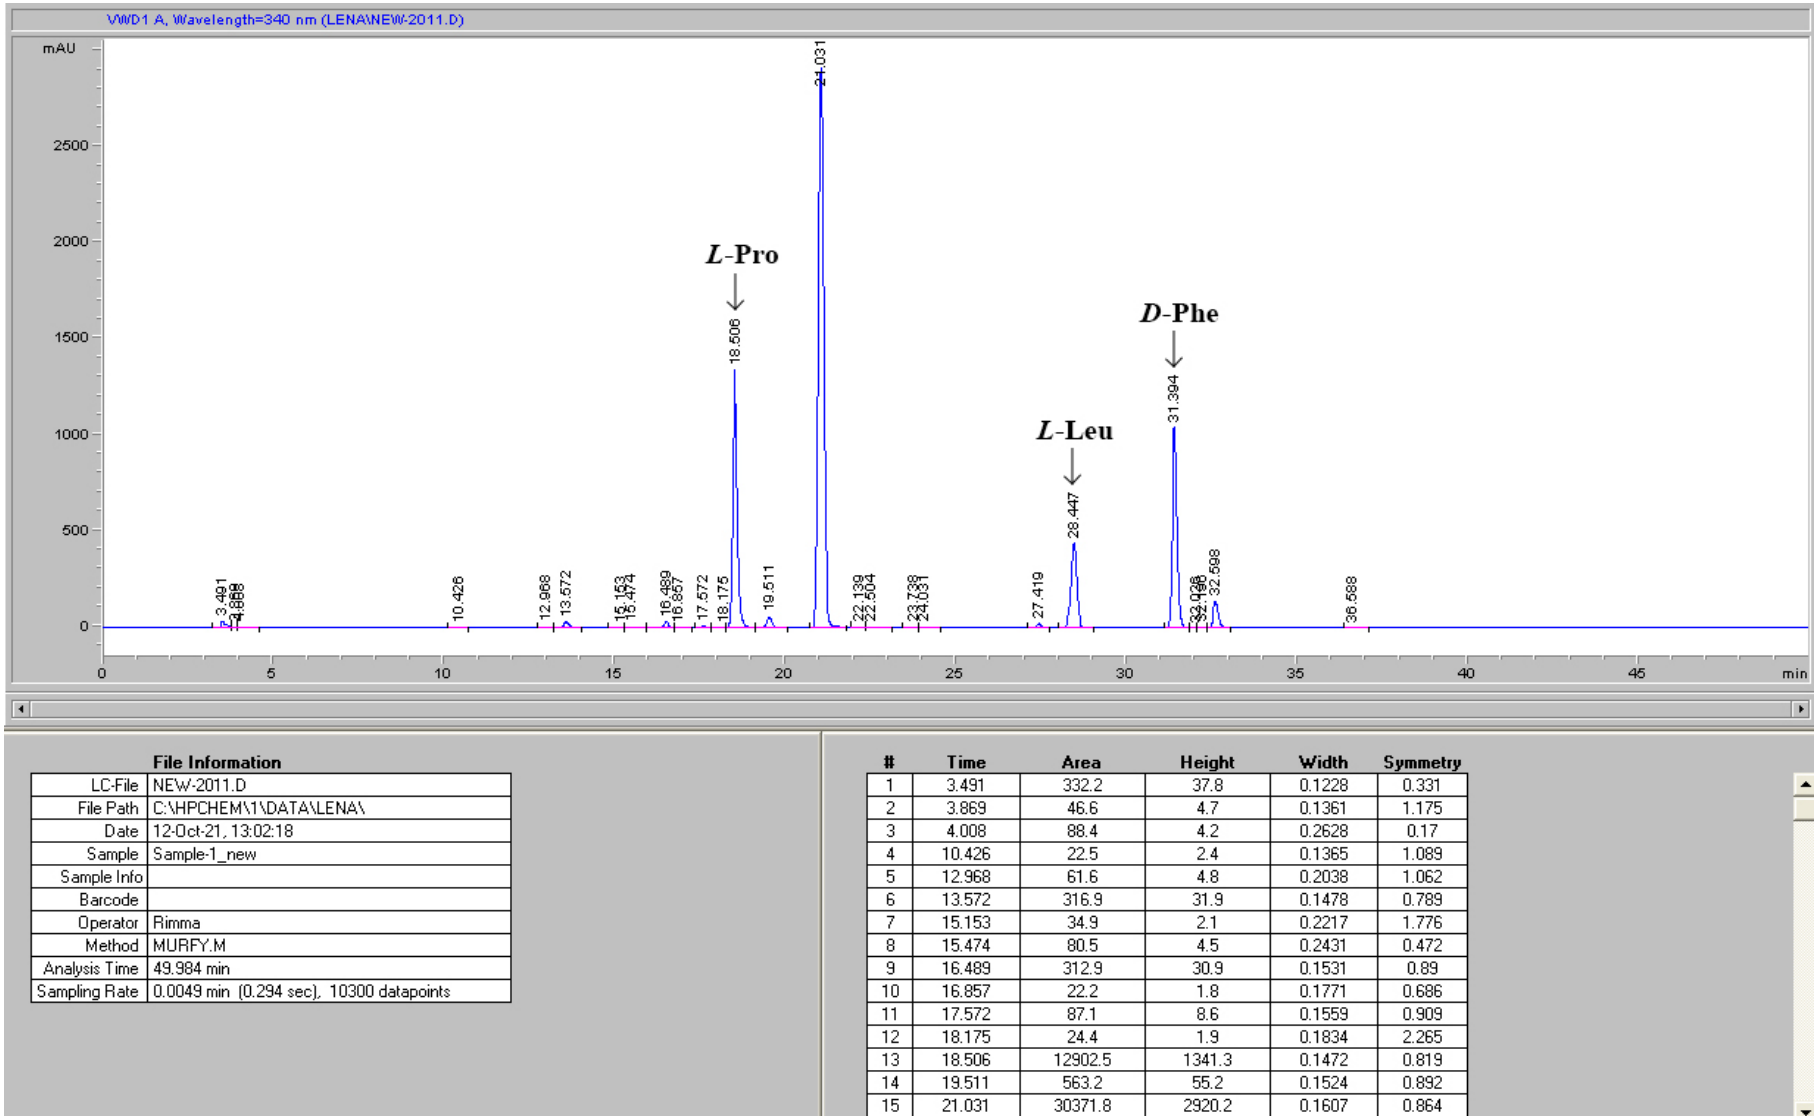 VWD1 A, Wavelength=340 nm (LENA\NEW-2011.D)
mAU
2500
2000
1500
1000
500
0
L-Pro
L-Leu
D-Phe
3.491
3.869
4.008
10.426
12.968
13.572
15.153
15.474
16.489
16.857
17.572
18.175
18.506
19.511
21.031
22.139
22.504
23.738
24.031
27.419
28.447
31.394
32.598
36.588
0 5 10 15 20 25 30 35 40 45 min
File Information
LC-File NEW-2011.D
File Path C:\HPCHEM\1\DATA\LENA\
Date 12-Oct-21, 13:02:18
Sample Sample-1_new
Sample Info
Barcode
Operator Rimma
Method MURFY.M
Analysis Time 49.984 min
Sampling Rate 0.0049 min (0.294 sec), 10300 datapoints
# Time Area Height Width Symmetry
1 3.491 332.2 37.8 0.1228 0.331
2 3.869 46.6 4.7 0.1361 1.175
3 4.008 88.4 4.2 0.2628 0.17
4 10.426 22.5 2.4 0.1365 1.089
5 12.968 61.6 4.8 0.2038 1.062
6 13.572 316.9 31.9 0.1478 0.789
7 15.153 34.9 2.1 0.2217 1.776
8 15.474 80.5 4.5 0.2431 0.472
9 16.489 312.9 30.9 0.1531 0.89
10 16.857 22.2 1.8 0.1771 0.686
11 17.572 87.1 8.6 0.1559 0.909
12 18.175 24.4 1.9 0.1834 2.265
13 18.506 12902.5 1341.3 0.1472 0.819
14 19.511 563.2 55.2 0.1524 0.892
15 21.031 30371.8 2920.2 0.1607 0.864